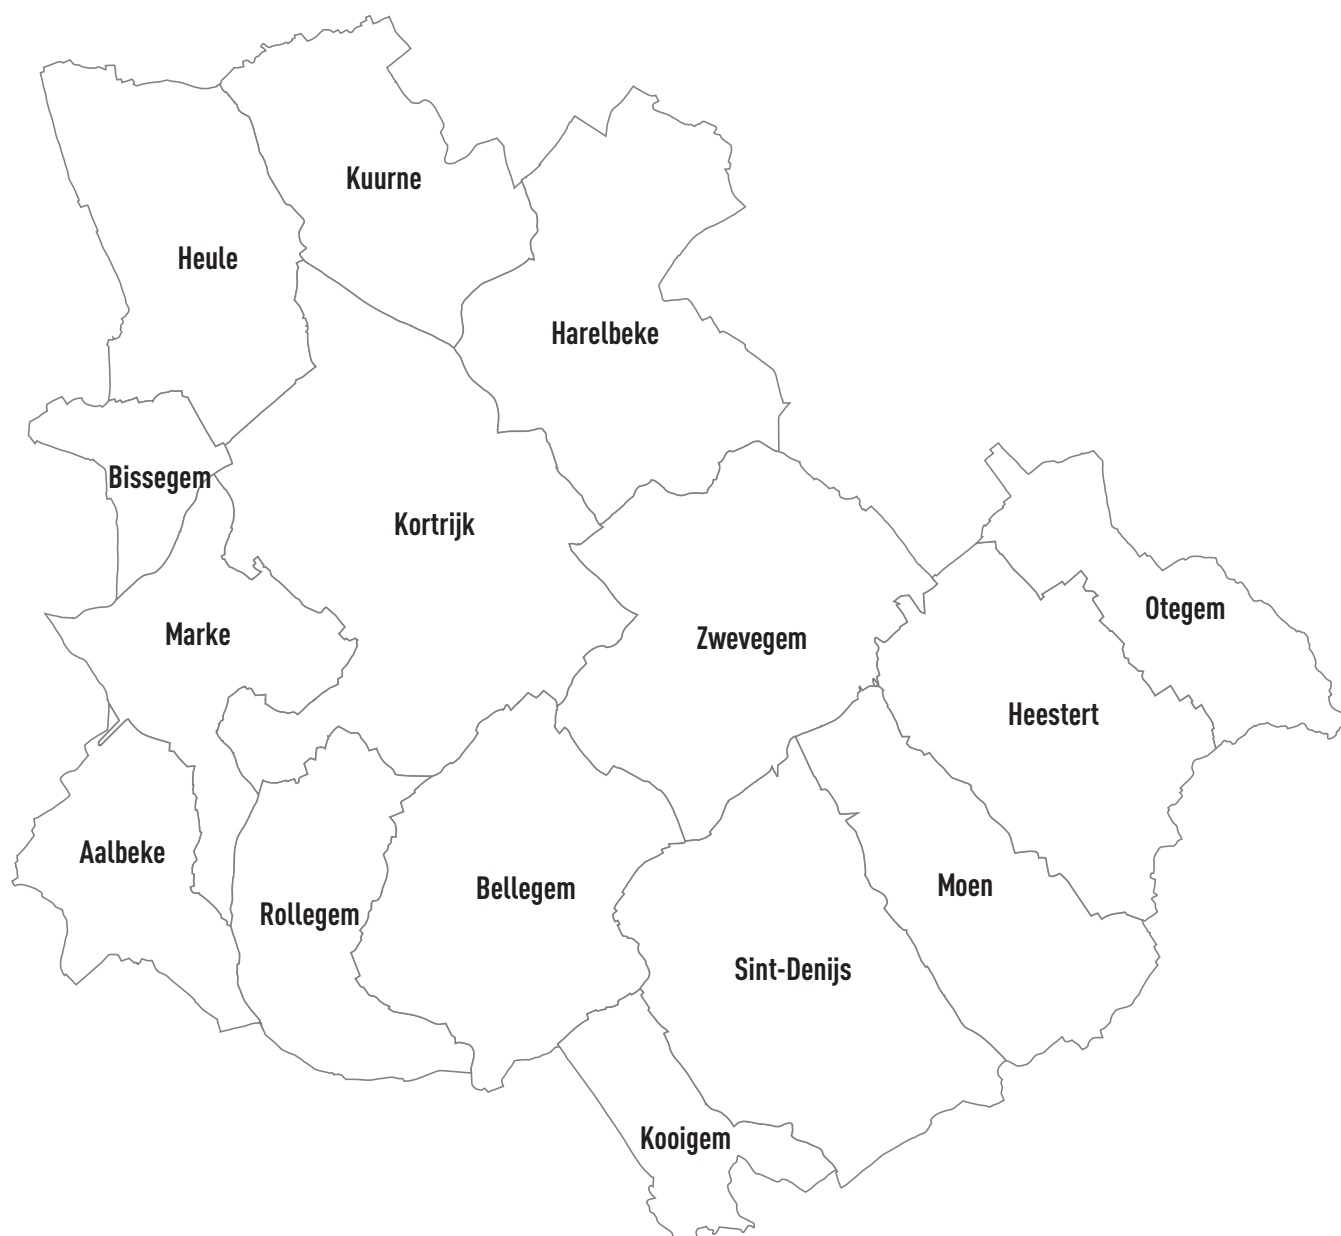 Kuurne
Heule
Harelbeke
Bissegem
Kortrijk
Otegem
Marke
Zwevegem
Heestert
Aalbeke
Moen
Bellegem
Rollegem
Sint-Denijs
Kooigem